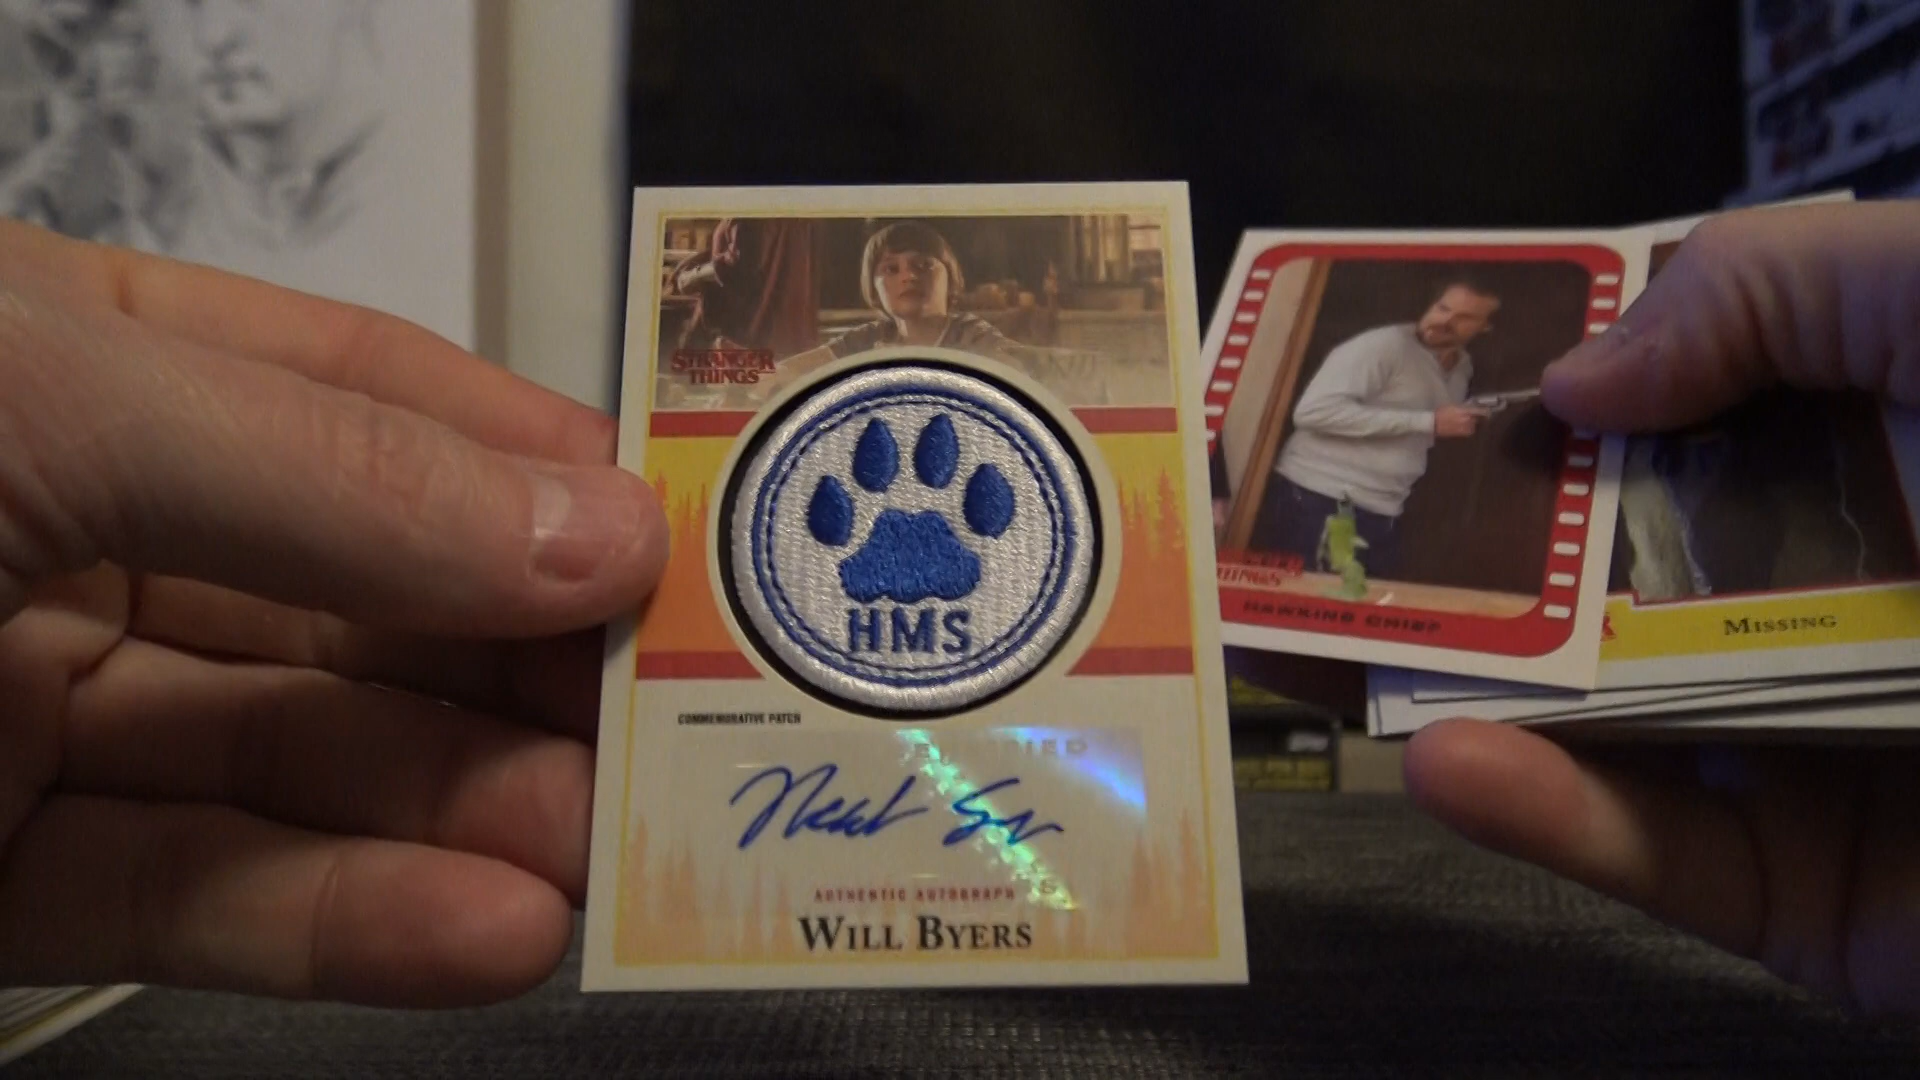 STRANGER
THINGS
HMS
COMMEMORATIVE PATCH
AUTHENTIC AUTOGRAPH
WILL BYERS
HAWKINS CHIEF
MISSING